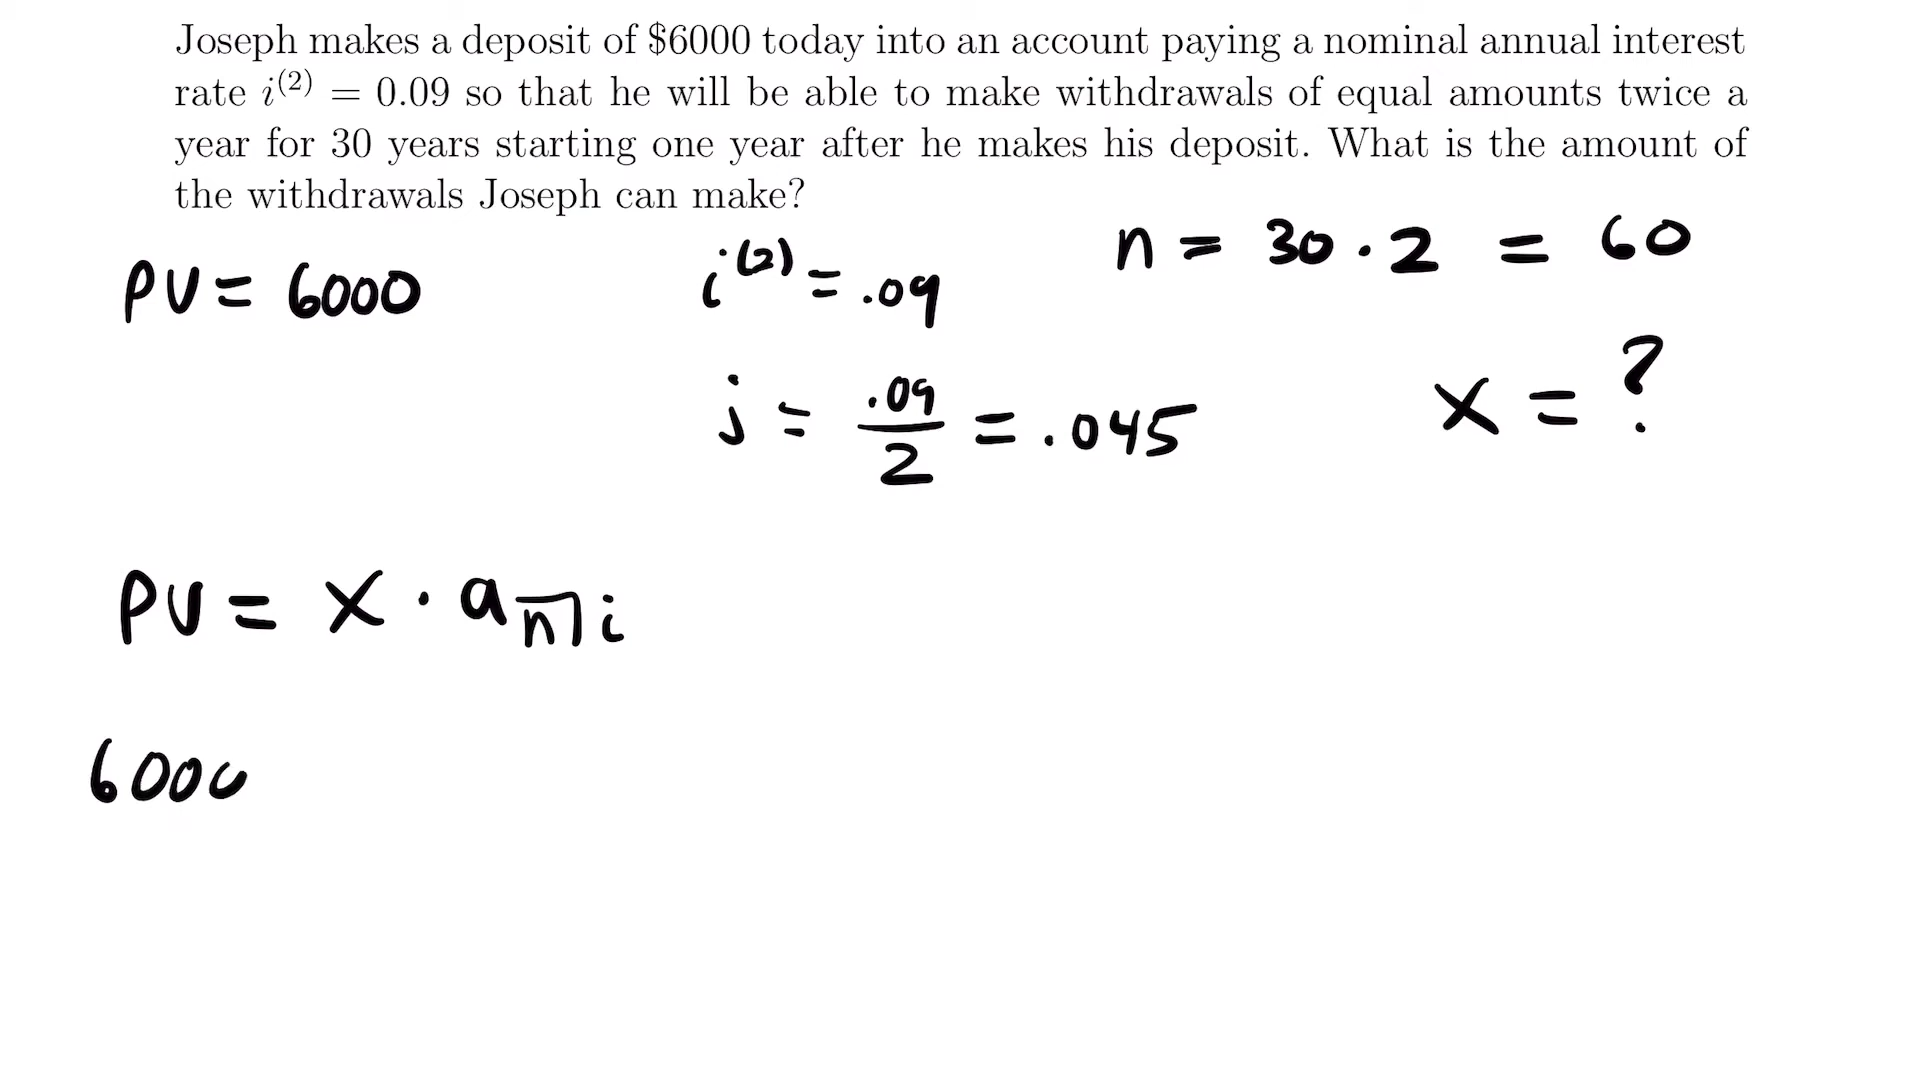 Joseph makes a deposit of $6000 today into an account paying a nominal annual interest
rate i^(2) = 0.09 so that he will be able to make withdrawals of equal amounts twice a
year for 30 years starting one year after he makes his deposit. What is the amount of
the withdrawals Joseph can make?
PV = 6000
i^(2) = .09
n = 30 · 2 = 60
j = .09/2 = .045
x = ?
PV = x · a_n̅| i
6000